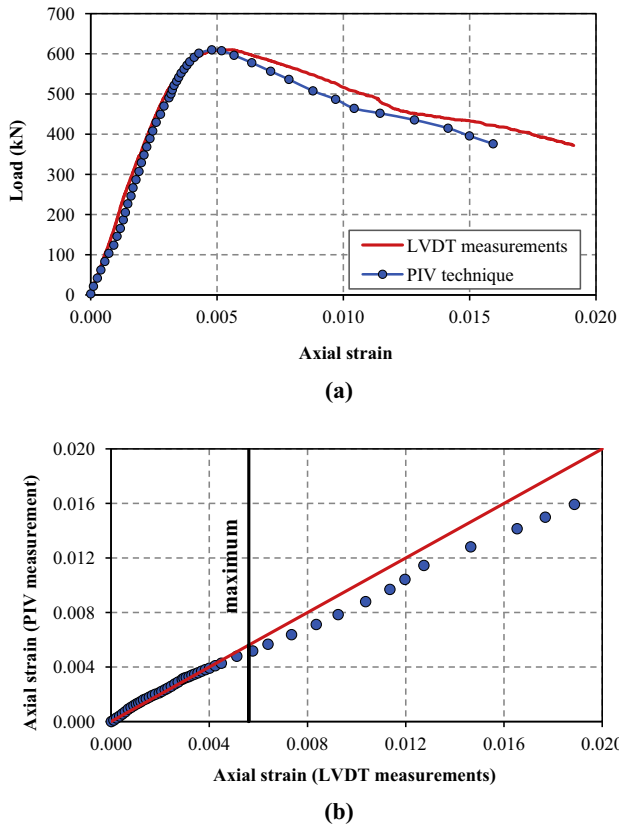 (a)
700
600
500
400
300
200
100
0
Load (kN)
LVDT measurements
PIV technique
0.000 0.005 0.010 0.015 0.020
Axial strain
(a)
0.020
0.016
0.012
0.008
0.004
0.000
Axial strain (PIV measurement)
maximum
0.000 0.004 0.008 0.012 0.016 0.020
Axial strain (LVDT measurements)
(b)